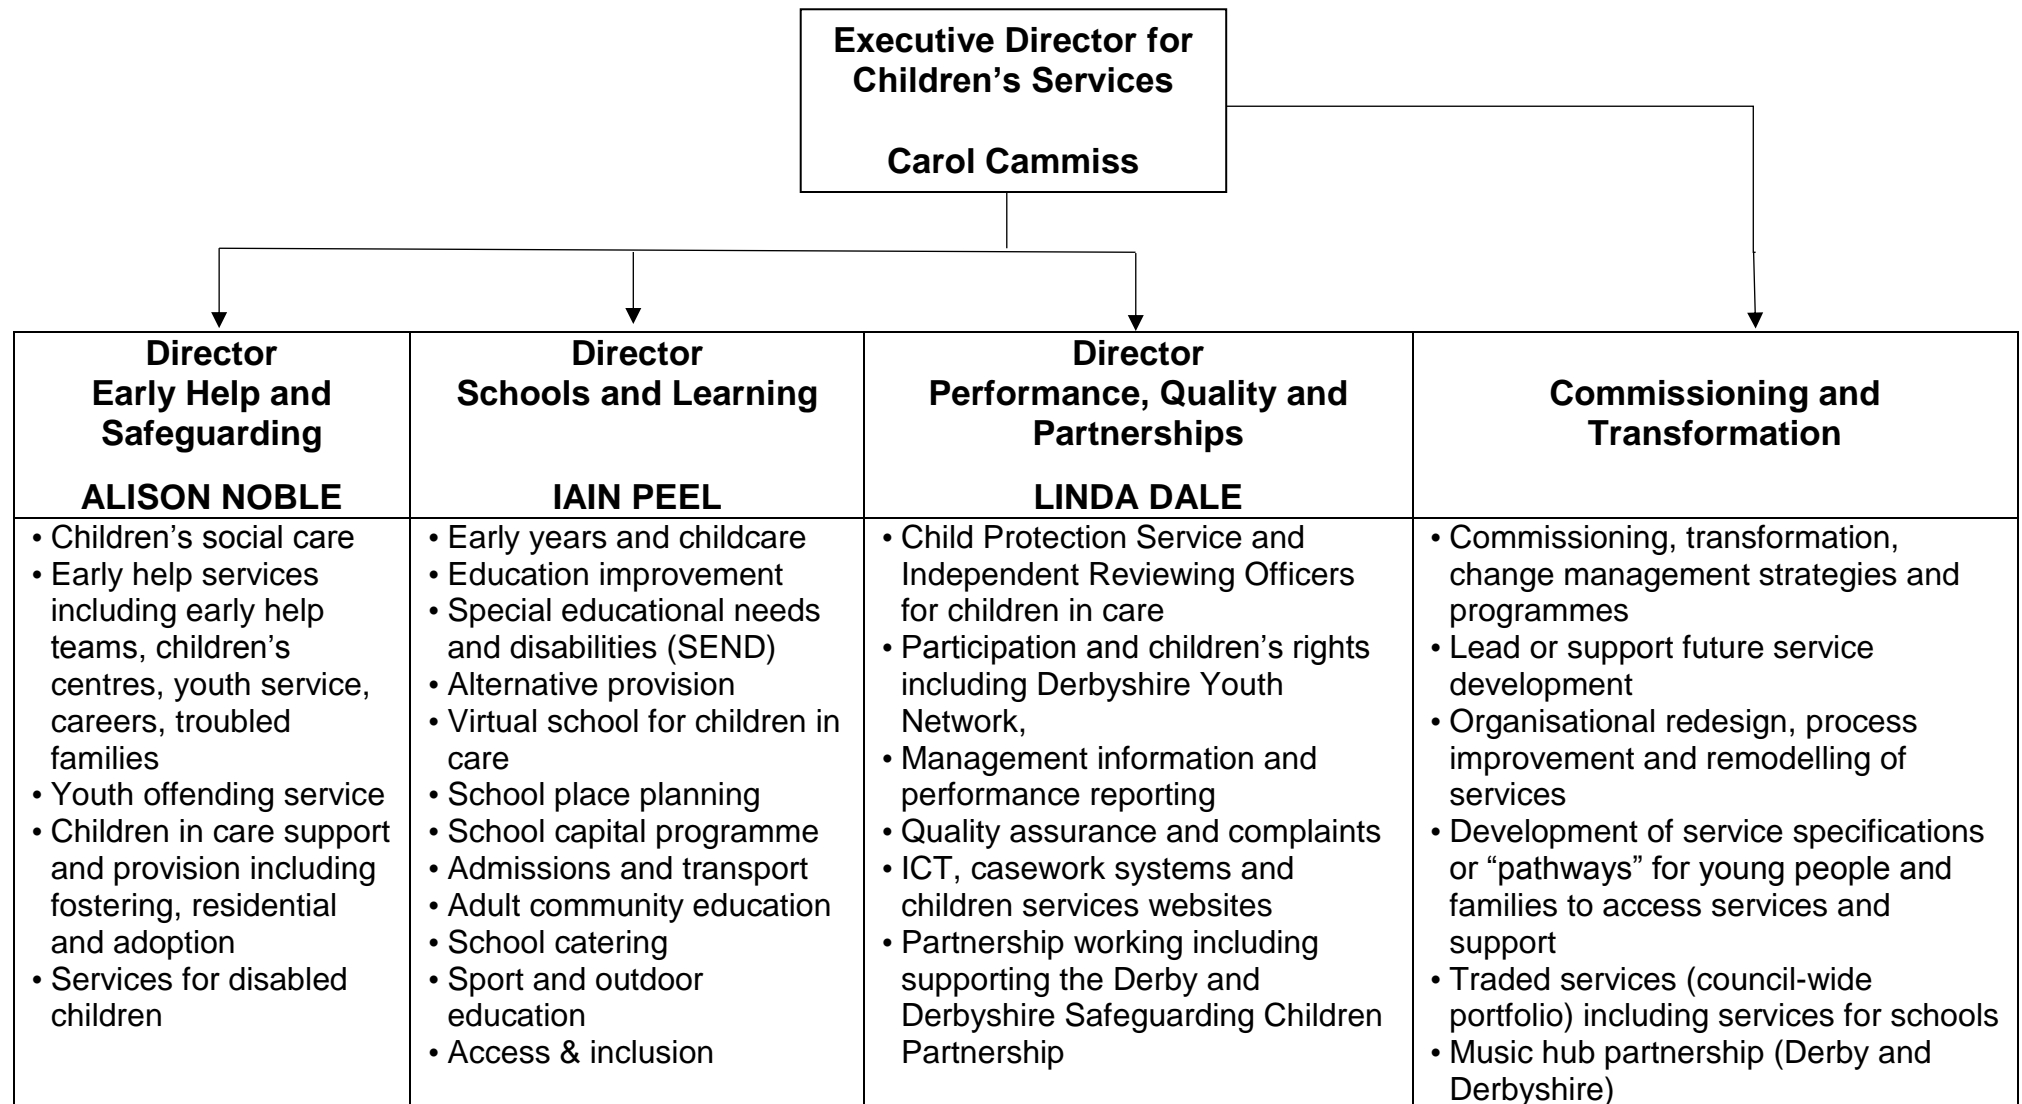 Executive Director for
Children’s Services
Carol Cammiss
Director
Early Help and
Safeguarding
ALISON NOBLE
Director
Schools and Learning
IAIN PEEL
Director
Performance, Quality and
Partnerships
LINDA DALE
Commissioning and
Transformation
• Children’s social care
• Early help services
including early help
teams, children’s
centres, youth service,
careers, troubled
families
• Youth offending service
• Children in care support
and provision including
fostering, residential
and adoption
• Services for disabled
children
• Early years and childcare
• Education improvement
• Special educational needs
and disabilities (SEND)
• Alternative provision
• Virtual school for children in
care
• School place planning
• School capital programme
• Admissions and transport
• Adult community education
• School catering
• Sport and outdoor
education
• Access & inclusion
• Child Protection Service and
Independent Reviewing Officers
for children in care
• Participation and children’s rights
including Derbyshire Youth
Network,
• Management information and
performance reporting
• Quality assurance and complaints
• ICT, casework systems and
children services websites
• Partnership working including
supporting the Derby and
Derbyshire Safeguarding Children
Partnership
• Commissioning, transformation,
change management strategies and
programmes
• Lead or support future service
development
• Organisational redesign, process
improvement and remodelling of
services
• Development of service specifications
or “pathways” for young people and
families to access services and
support
• Traded services (council-wide
portfolio) including services for schools
• Music hub partnership (Derby and
Derbyshire)